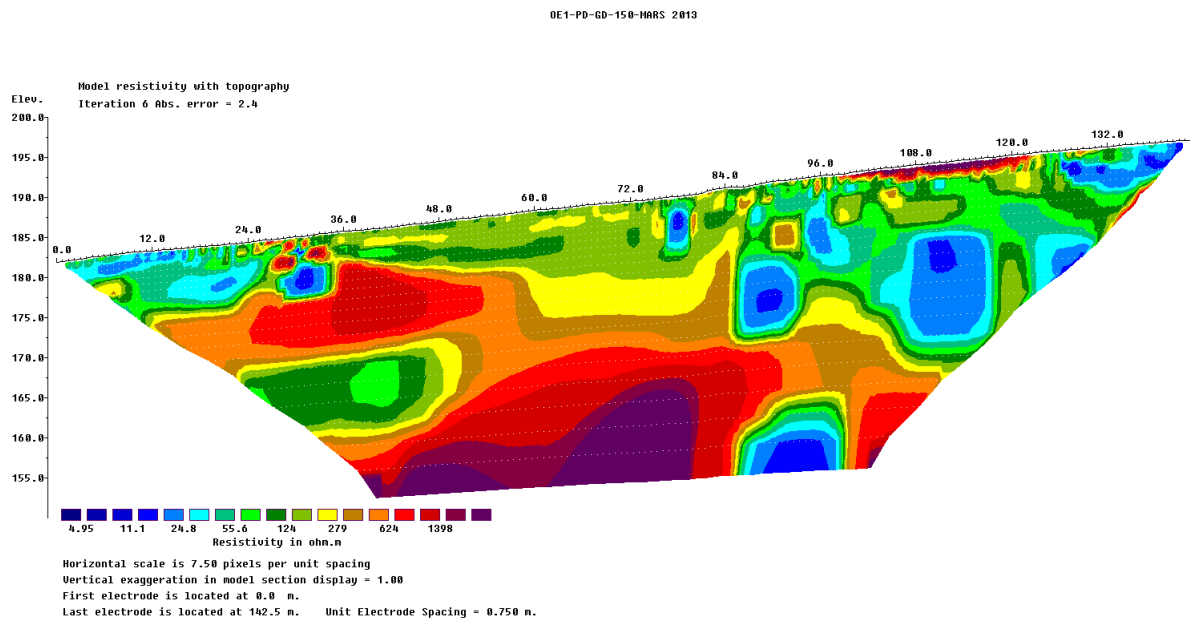 OE1-PD-GD-150-MARS 2013
Model resistivity with topography
Iteration 6 Abs. error = 2.4
Elev.
200.0
195.0
190.0
185.0
180.0
175.0
170.0
165.0
160.0
155.0
0.0 12.0 24.0 36.0 48.0 60.0 72.0 84.0 96.0 108.0 120.0 132.0
4.95 11.1 24.8 55.6 124 279 624 1398
Resistivity in ohm.m
Horizontal scale is 7.50 pixels per unit spacing
Vertical exaggeration in model section display = 1.00
First electrode is located at 0.0 m.
Last electrode is located at 142.5 m. Unit Electrode Spacing = 0.750 m.